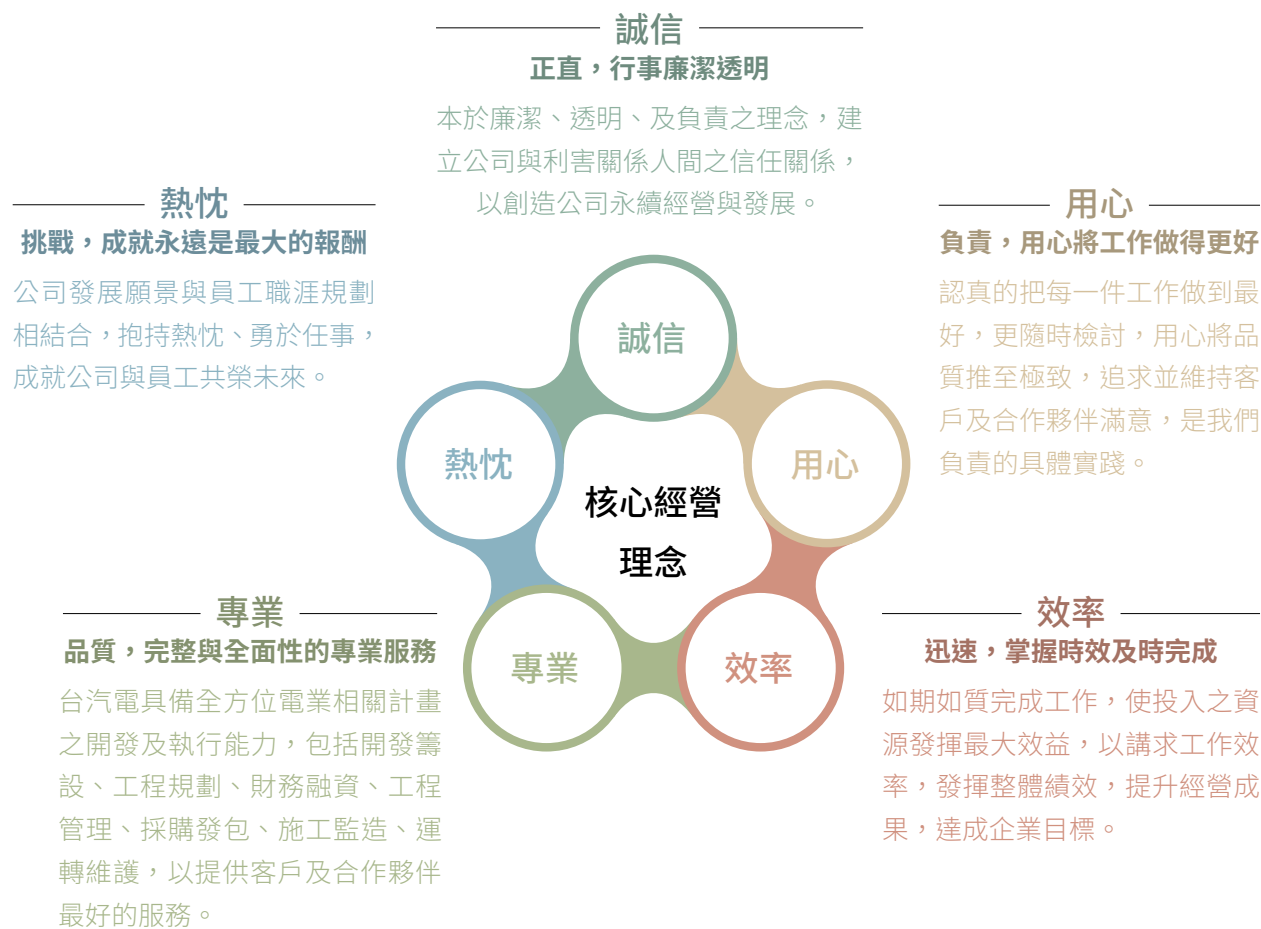 誠信
正直，行事廉潔透明
本於廉潔、透明、及負責之理念，建
立公司與利害關係人間之信任關係，
以創造公司永續經營與發展。
熱忱
挑戰，成就永遠是最大的報酬
公司發展願景與員工職涯規劃
相結合，抱持熱忱、勇於任事，
成就公司與員工共榮未來。
用心
負責，用心將工作做得更好
認真的把每一件工作做到最
好，更隨時檢討，用心將品
質推至極致，追求並維持客
戶及合作夥伴滿意，是我們
負責的具體實踐。
誠信
熱忱
用心
核心經營
理念
專業
效率
專業
品質，完整與全面性的專業服務
台汽電具備全方位電業相關計畫
之開發及執行能力，包括開發籌
設、工程規劃、財務融資、工程
管理、採購發包、施工監造、運
轉維護，以提供客戶及合作夥伴
最好的服務。
效率
迅速，掌握時效及時完成
如期如質完成工作，使投入之資
源發揮最大效益，以講求工作效
率，發揮整體績效，提升經營成
果，達成企業目標。